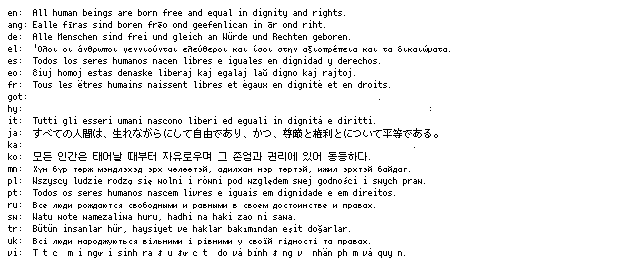 en: All human beings are born free and equal in dignity and rights.
ang: Ealle fīras sind boren frēo ond geefenlican in ār ond riht.
de: Alle Menschen sind frei und gleich an Würde und Rechten geboren.
el: Όλοι οι άνθρωποι γεννιούνται ελεύθεροι και ίσοι στην αξιοπρέπεια και τα δικαιώματα.
es: Todos los seres humanos nacen libres e iguales en dignidad y derechos.
eo: Ĉiuj homoj estas denaske liberaj kaj egalaj laŭ digno kaj rajtoj.
fr: Tous les êtres humains naissent libres et égaux en dignité et en droits.
got: .
hy: :
it: Tutti gli esseri umani nascono liberi ed eguali in dignità e diritti.
ja: すべての人間は、生れながらにして自由であり、かつ、尊厳と権利とについて平等である。
ka: .
ko: 모든 인간은 태어날 때부터 자유로우며 그 존엄과 권리에 있어 동등하다.
mn: Хүн бүр төрж мэндлэхэд эрх чөлөөтэй, адилхан нэр төртэй, ижил эрхтэй байдаг.
pl: Wszyscy ludzie rodzą się wolni i równi pod względem swej godności i swych praw.
pt: Todos os seres humanos nascem livres e iguais em dignidade e em direitos.
ru: Все люди рождаются свободными и равными в своем достоинстве и правах.
sw: Watu wote wamezaliwa huru, hadhi na haki zao ni sawa.
tr: Bütün insanlar hür, haysiyet ve haklar bakımından eşit doğarlar.
uk: Всі люди народжуються вільними і рівними у своїй гідності та правах.
vi: T t c m i ngư i sinh ra đ u đư c t do và bình đ ng v nhân ph m và quy n.